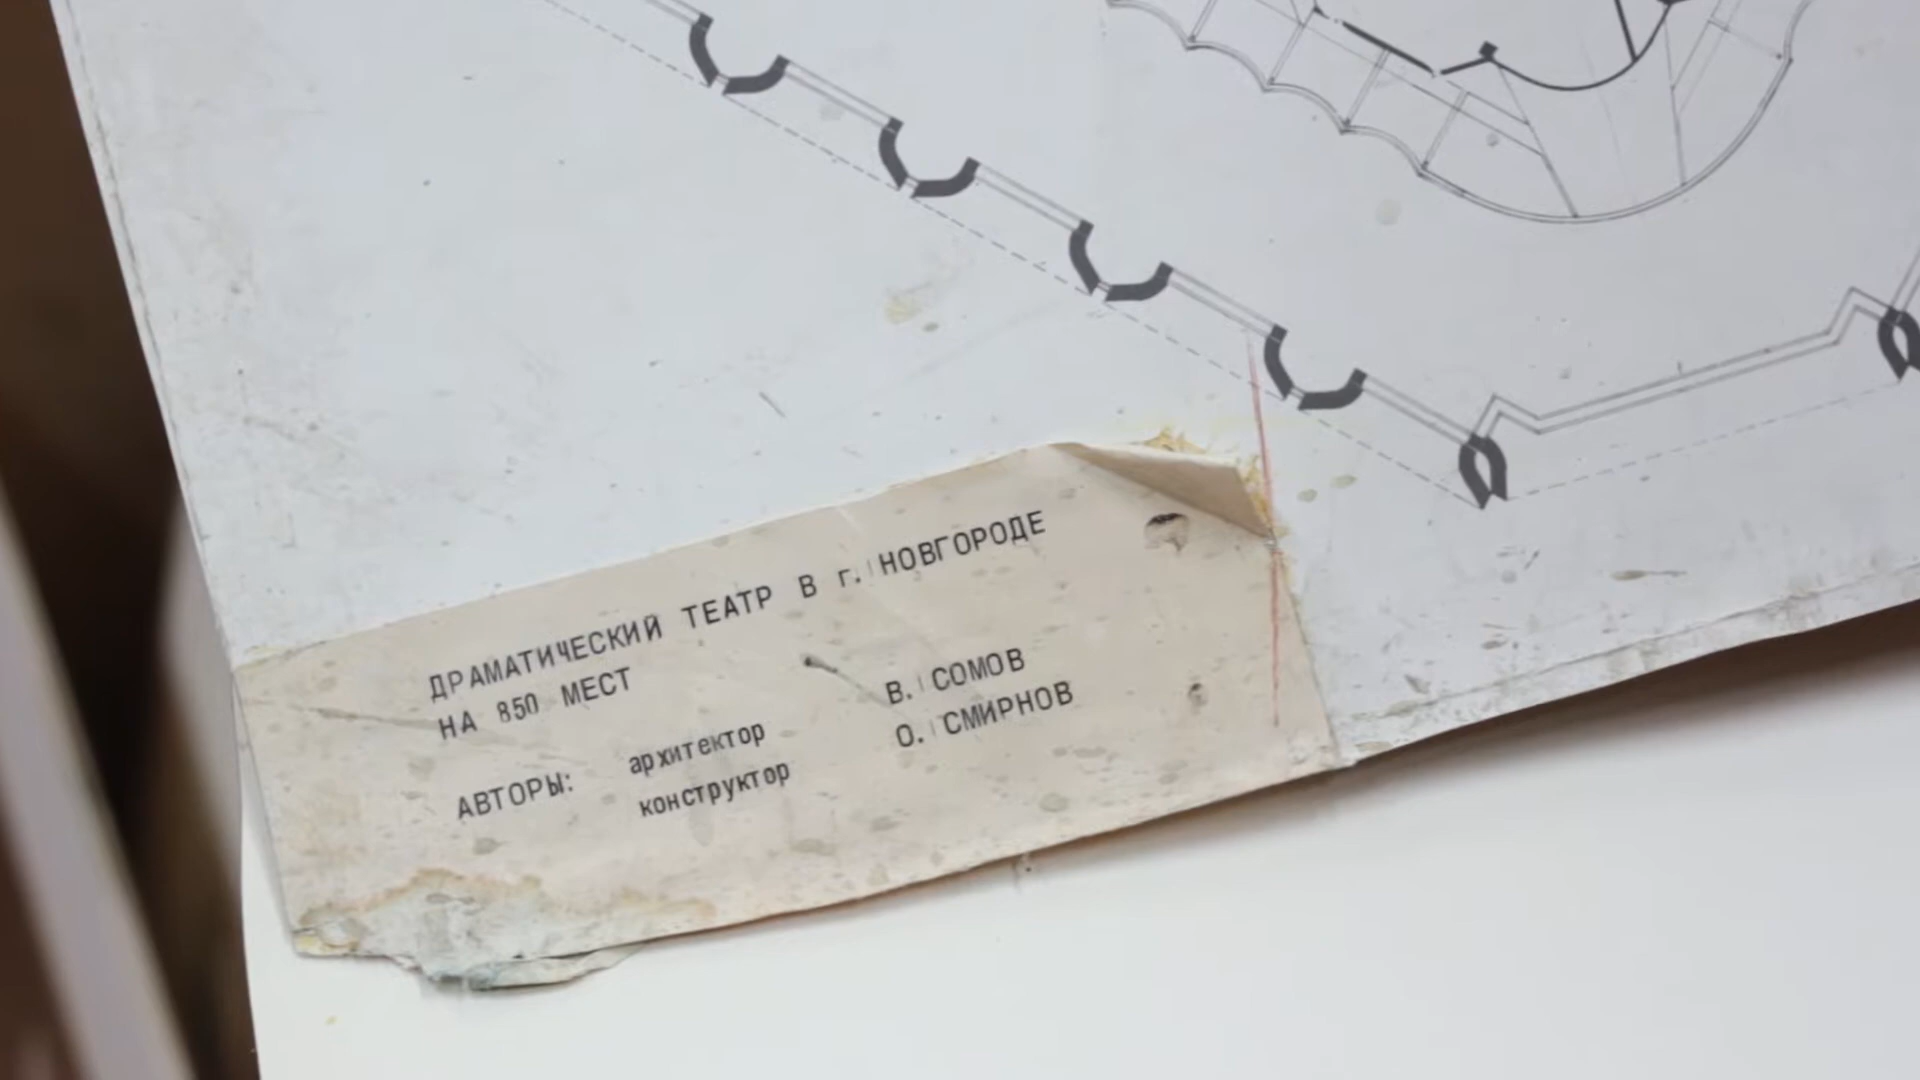 ДРАМАТИЧЕСКИЙ ТЕАТР В г. НОВГОРОДЕ
НА 850 МЕСТ
АВТОРЫ: архитектор В. СОМОВ
конструктор О. СМИРНОВ